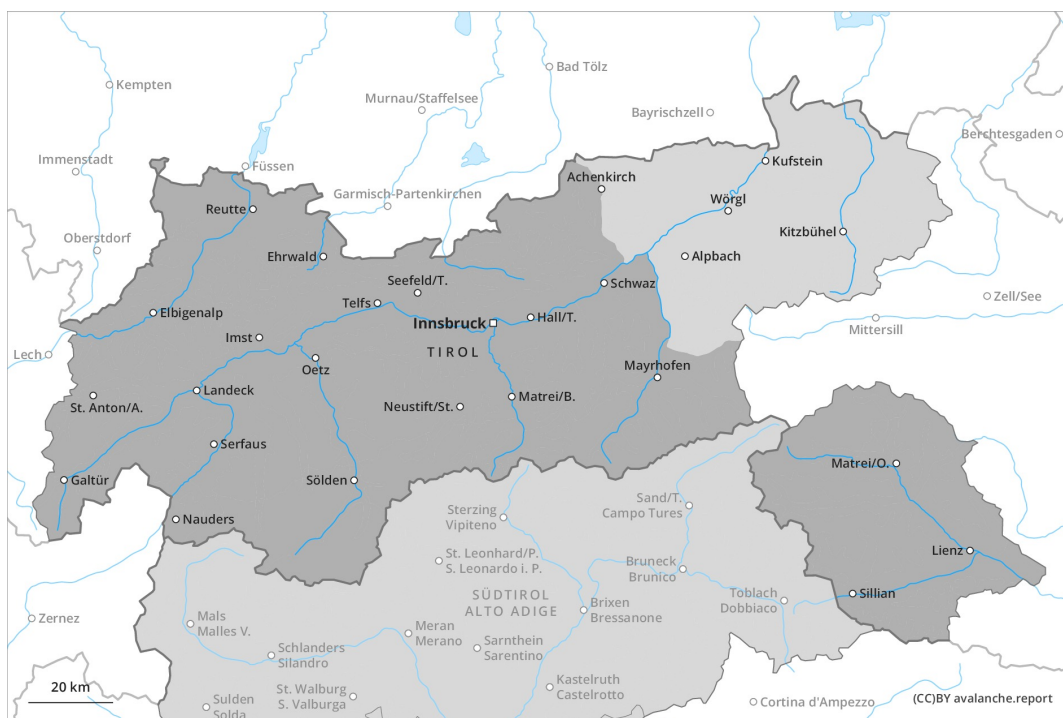 Kempten
Bad Tölz
Murnau/Staffelsee
Bayrischzell
Berchtesgaden
Immenstadt
Füssen
Kufstein
Achenkirch
Garmisch-Partenkirchen
Reutte
Wörgl
Oberstdorf
Kitzbühel
Ehrwald
Alpbach
Seefeld/T.
Schwaz
Zell/See
Telfs
Elbigenalp
Hall/T.
Innsbruck
Mittersill
Imst
TIROL
Lech
Oetz
Mayrhofen
Landeck
Matrei/B.
St. Anton/A.
Neustift/St.
Serfaus
Matrei/O.
Galtür
Sölden
Sand/T.
Campo Tures
Sterzing
Vipiteno
Nauders
Lienz
St. Leonhard/P.
S. Leonardo i. P.
Bruneck
Brunico
SÜDTIROL
ALTO ADIGE
Toblach
Dobbiaco
Sillian
Brixen
Bressanone
Zernez
Mals
Malles V.
Meran
Merano
Sarnthein
Sarentino
Schlanders
Silandro
Kastelruth
Castelrotto
20 km
St. Walburg
S. Valburga
Sulden
Solda
Cortina d'Ampezzo
(CC)BY avalanche.report